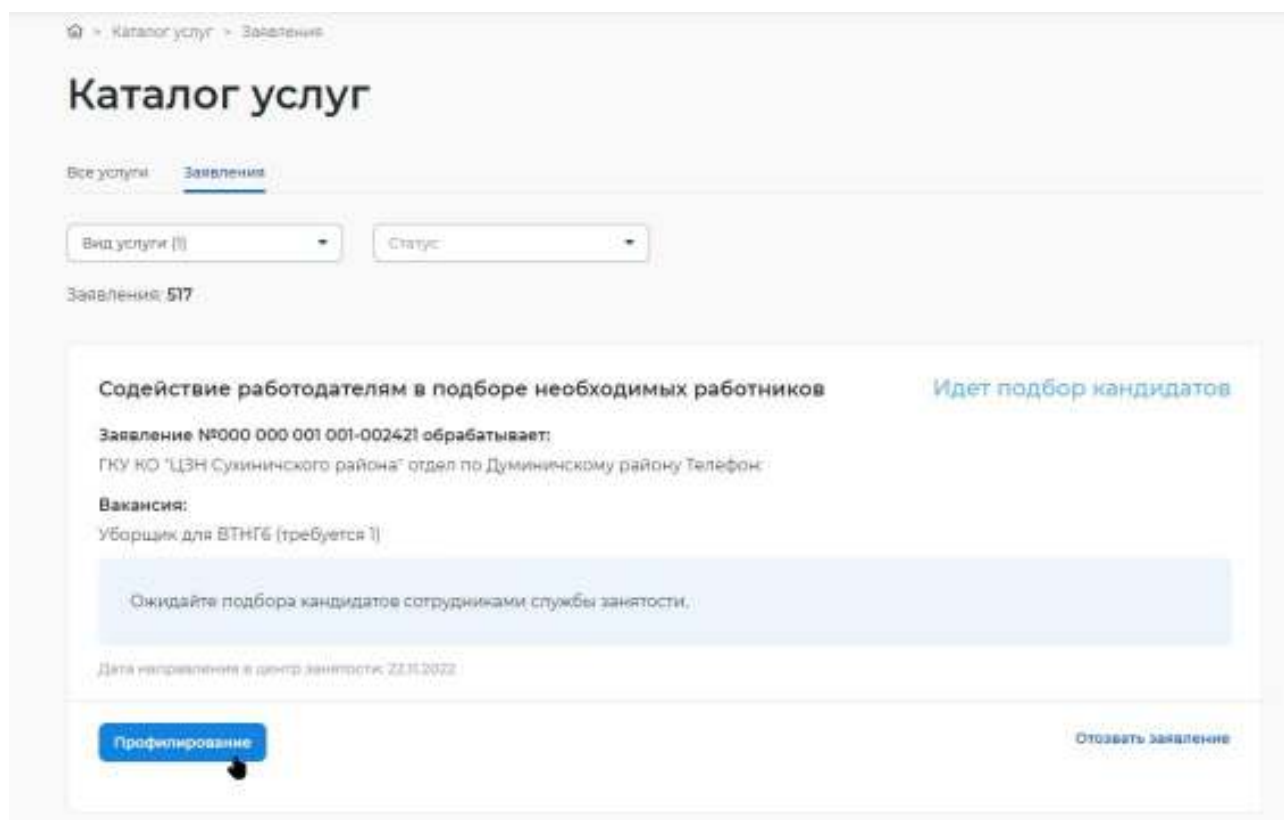 > Каталог услуг > Заявления
Каталог услуг
Все услуги Заявления
Вид услуги (1) Статус
Заявления: 517
Содействие работодателям в подборе необходимых работников Идет подбор кандидатов
Заявление №000 000 001 001-002421 обрабатывает:
ГКУ КО "ЦЗН Сухиничского района" отдел по Думиничскому району Телефон:
Вакансия:
Уборщик для ВТНГ6 (требуется 1)
Ожидайте подбора кандидатов сотрудниками службы занятости.
Дата направления в центр занятости: 22.11.2022
Профилирование Отозвать заявление